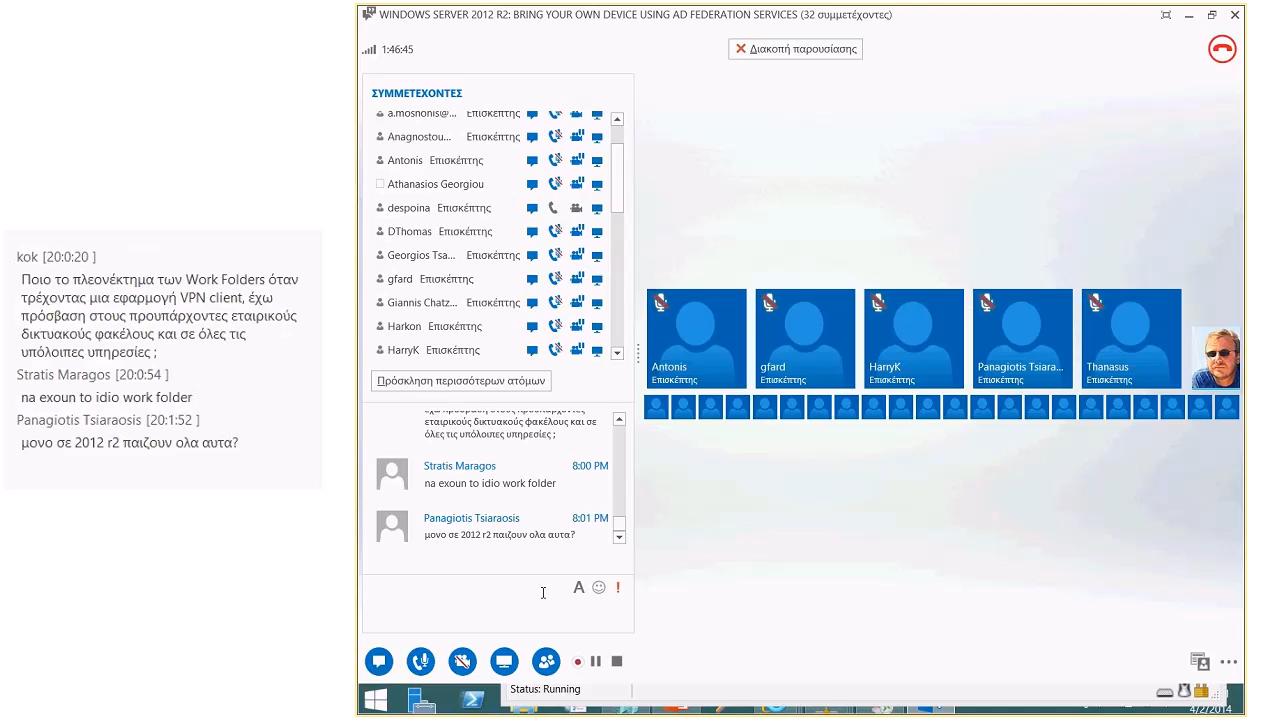 WINDOWS SERVER 2012 R2: BRING YOUR OWN DEVICE USING AD FEDERATION SERVICES (32 συμμετέχοντες)
1:46:45
Διακοπή παρουσίασης
ΣΥΜΜΕΤΕΧΟΝΤΕΣ
a.mosnonis@... Επισκέπτης
Anagnostou... Επισκέπτης
Antonis Επισκέπτης
Athanasios Georgiou
despoina Επισκέπτης
DThomas Επισκέπτης
Georgios Tsa... Επισκέπτης
gfard Επισκέπτης
Giannis Chatz... Επισκέπτης
Harkon Επισκέπτης
HarryK Επισκέπτης
Πρόσκληση περισσότερων ατόμων
έχω πρόσβαση στους προυπάρχοντες
εταιρικούς δικτυακούς φακέλους και σε
όλες τις υπόλοιπες υπηρεσίες ;
Stratis Maragos 8:00 PM
na exoun to idio work folder
Panagiotis Tsiaraosis 8:01 PM
μονο σε 2012 r2 παιζουν ολα αυτα?
kok [20:0:20 ]
Ποιο το πλεονέκτημα των Work Folders όταν
τρέχοντας μια εφαρμογή VPN client, έχω
πρόσβαση στους προυπάρχοντες εταιρικούς
δικτυακούς φακέλους και σε όλες τις
υπόλοιπες υπηρεσίες ;
Stratis Maragos [20:0:54 ]
na exoun to idio work folder
Panagiotis Tsiaraosis [20:1:52 ]
μονο σε 2012 r2 παιζουν ολα αυτα?
Antonis
Επισκέπτης
gfard
Επισκέπτης
HarryK
Επισκέπτης
Panagiotis Tsiara...
Επισκέπτης
Thanasus
Επισκέπτης
Status: Running
4/2/2014